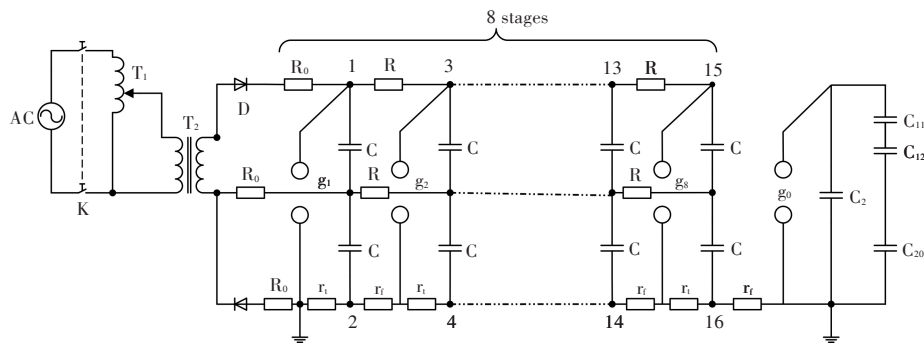 8 stages
1
3
13
15
R₀
R
R
T₁
D
AC
T₂
C
C
C
C
C₁₁
C₁₂
R₀
g₁
R
g₂
R
g₈
g₀
C₂
K
C
C
C
C
C₂₀
R₀
rₜ
r_f
rₜ
r_f
rₜ
r_f
2
4
14
16